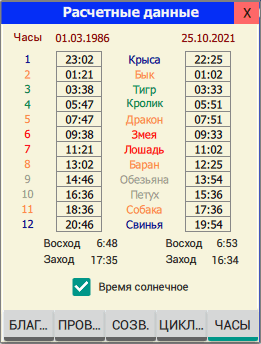 Расчетные данные X
Часы 01.03.1986 25.10.2021
1 23:02 Крыса 22:25
2 01:21 Бык 01:02
3 03:38 Тигр 03:33
4 05:47 Кролик 05:51
5 07:47 Дракон 07:51
6 09:38 Змея 09:33
7 11:21 Лошадь 11:02
8 13:02 Баран 12:25
9 14:46 Обезьяна 13:54
10 16:36 Петух 15:36
11 18:36 Собака 17:36
12 20:46 Свинья 19:54
Восход 6:48 Восход 6:53
Заход 17:35 Заход 16:34
Время солнечное
БЛАГ... ПРОВ... СОЗВ. ЦИКЛ... ЧАСЫ